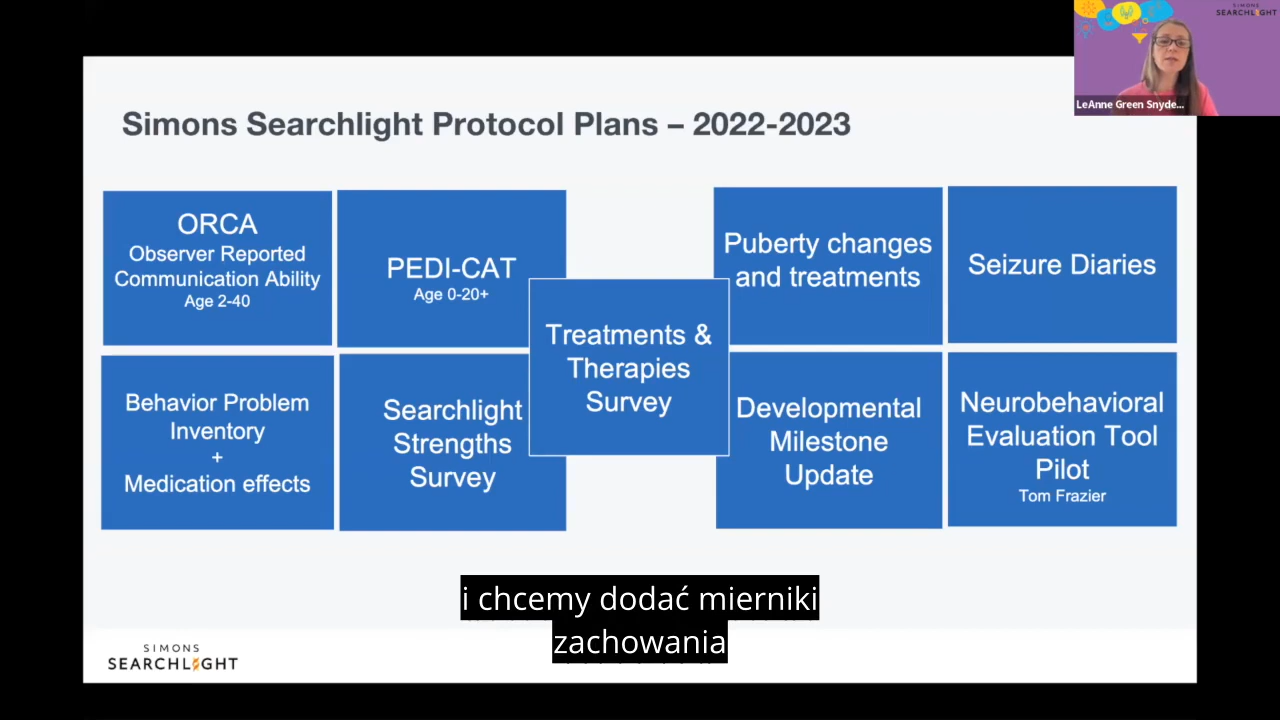 SIMONS
SEARCHLIGHT
LeAnne Green Snyde...
Simons Searchlight Protocol Plans – 2022-2023
ORCA
Observer Reported
Communication Ability
Age 2-40
PEDI-CAT
Age 0-20+
Puberty changes
and treatments
Seizure Diaries
Treatments &
Therapies
Survey
Behavior Problem
Inventory
+
Medication effects
Searchlight
Strengths
Survey
Developmental
Milestone
Update
Neurobehavioral
Evaluation Tool
Pilot
Tom Frazier
i chcemy dodać mierniki
zachowania
SIMONS
SEARCHLIGHT